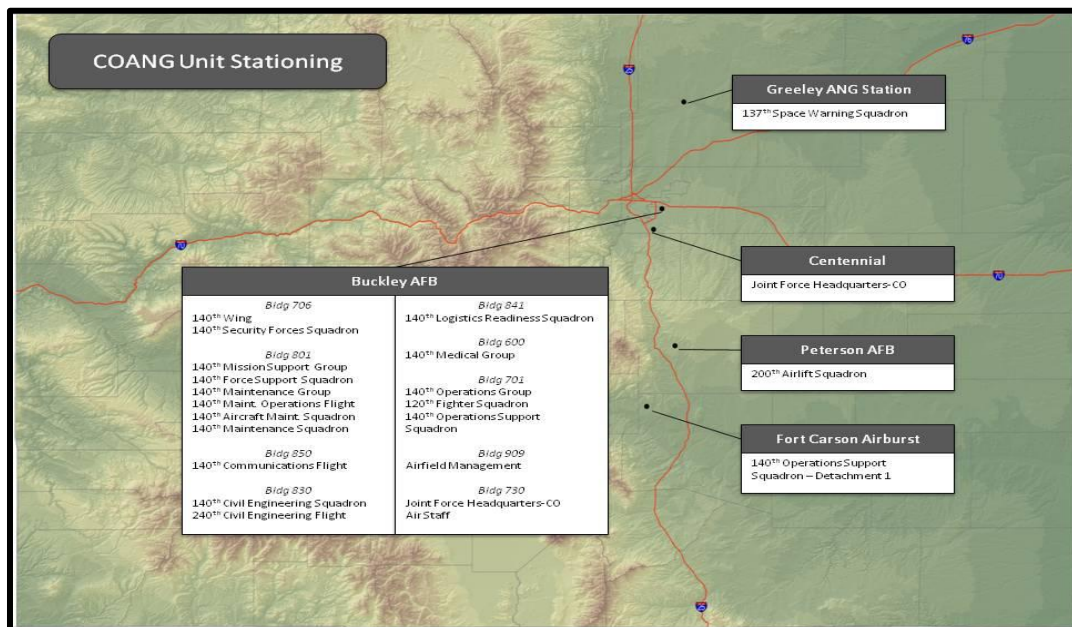 COANG Unit Stationing
76
25
Greeley ANG Station
137th Space Warning Squadron
70
Centennial
Joint Force Headquarters-CO
70
Buckley AFB
Bldg 706
140th Wing
140th Security Forces Squadron
Bldg 801
140th Mission Support Group
140th Force Support Squadron
140th Maintenance Group
140th Maint. Operations Flight
140th Aircraft Maint. Squadron
140th Maintenance Squadron
Bldg 850
140th Communications Flight
Bldg 830
140th Civil Engineering Squadron
240th Civil Engineering Flight
Bldg 841
140th Logistics Readiness Squadron
Bldg 600
140th Medical Group
Bldg 701
140th Operations Group
120th Fighter Squadron
140th Operations Support
Squadron
Bldg 909
Airfield Management
Bldg 730
Joint Force Headquarters-CO
Air Staff
Peterson AFB
200th Airlift Squadron
Fort Carson Airburst
140th Operations Support
Squadron – Detachment 1
25